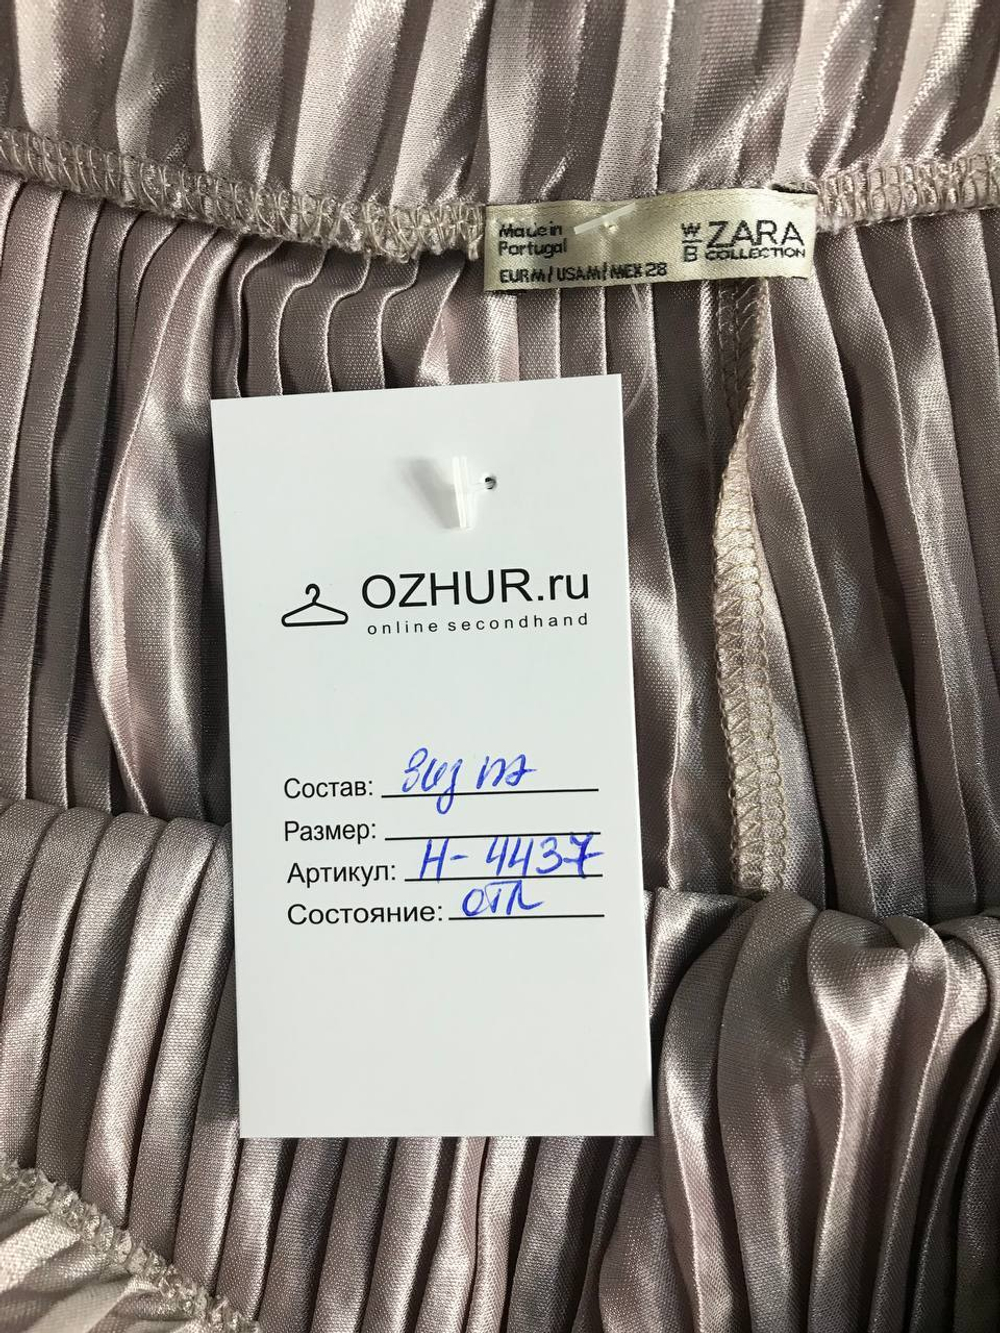 Made in
Portugal
W/B ZARA
COLLECTION
EUR M / USA M / MEX 28
OZHUR.ru
online secondhand
Состав:
Размер:
Артикул: Н-4437
Состояние: отл